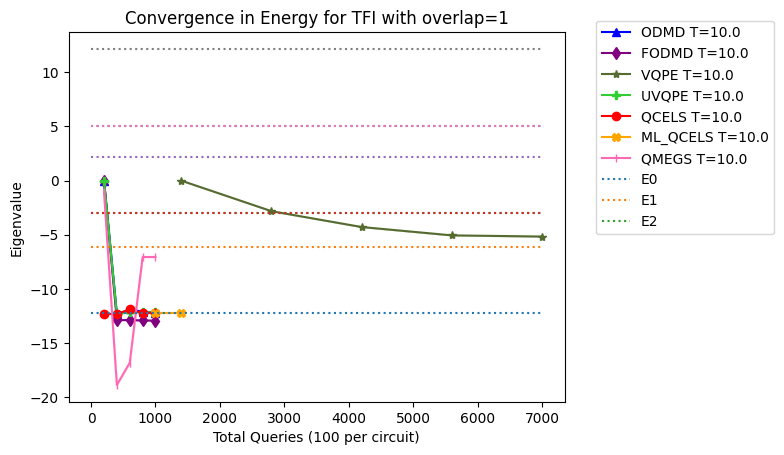 Convergence in Energy for TFI with overlap=1
10
5
0
−5
−10
−15
−20
Eigenvalue
0
1000
2000
3000
4000
5000
6000
7000
Total Queries (100 per circuit)
ODMD T=10.0
FODMD T=10.0
VQPE T=10.0
UVQPE T=10.0
QCELS T=10.0
ML_QCELS T=10.0
QMEGS T=10.0
E0
E1
E2